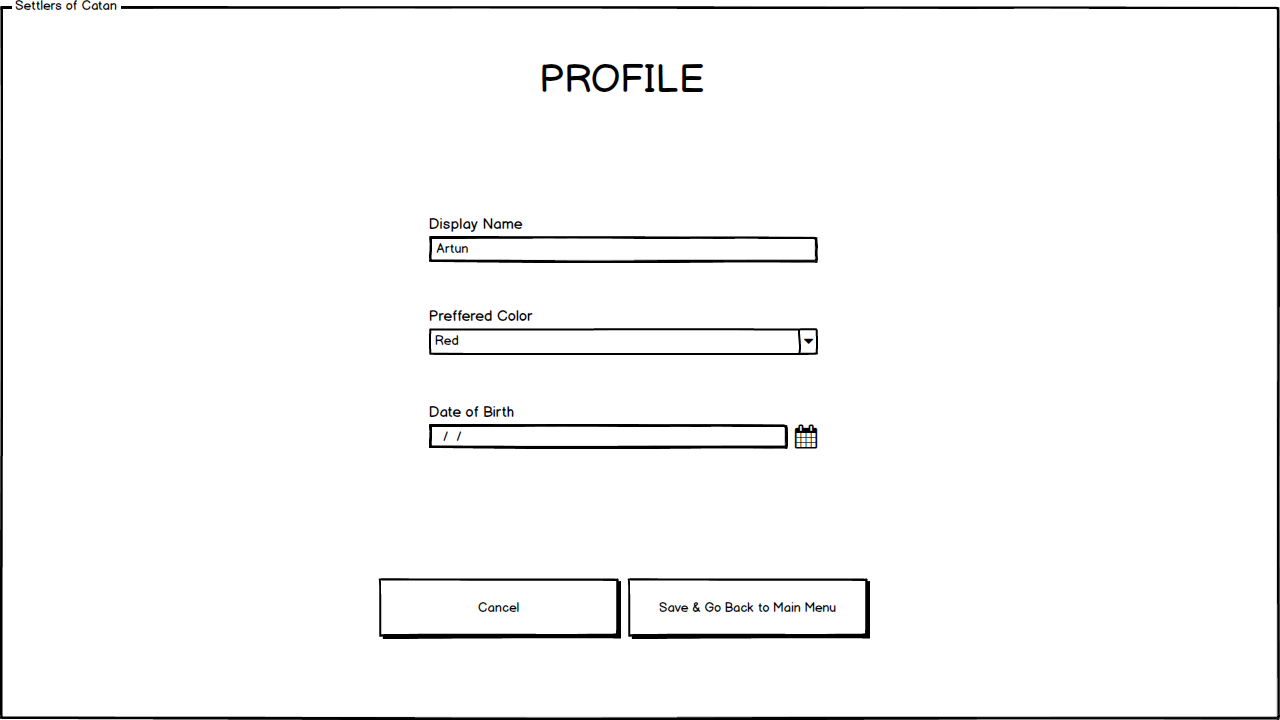 Settlers of Catan
PROFILE
Display Name
Artun
Preffered Color
Red
Date of Birth
/ /
Cancel
Save & Go Back to Main Menu